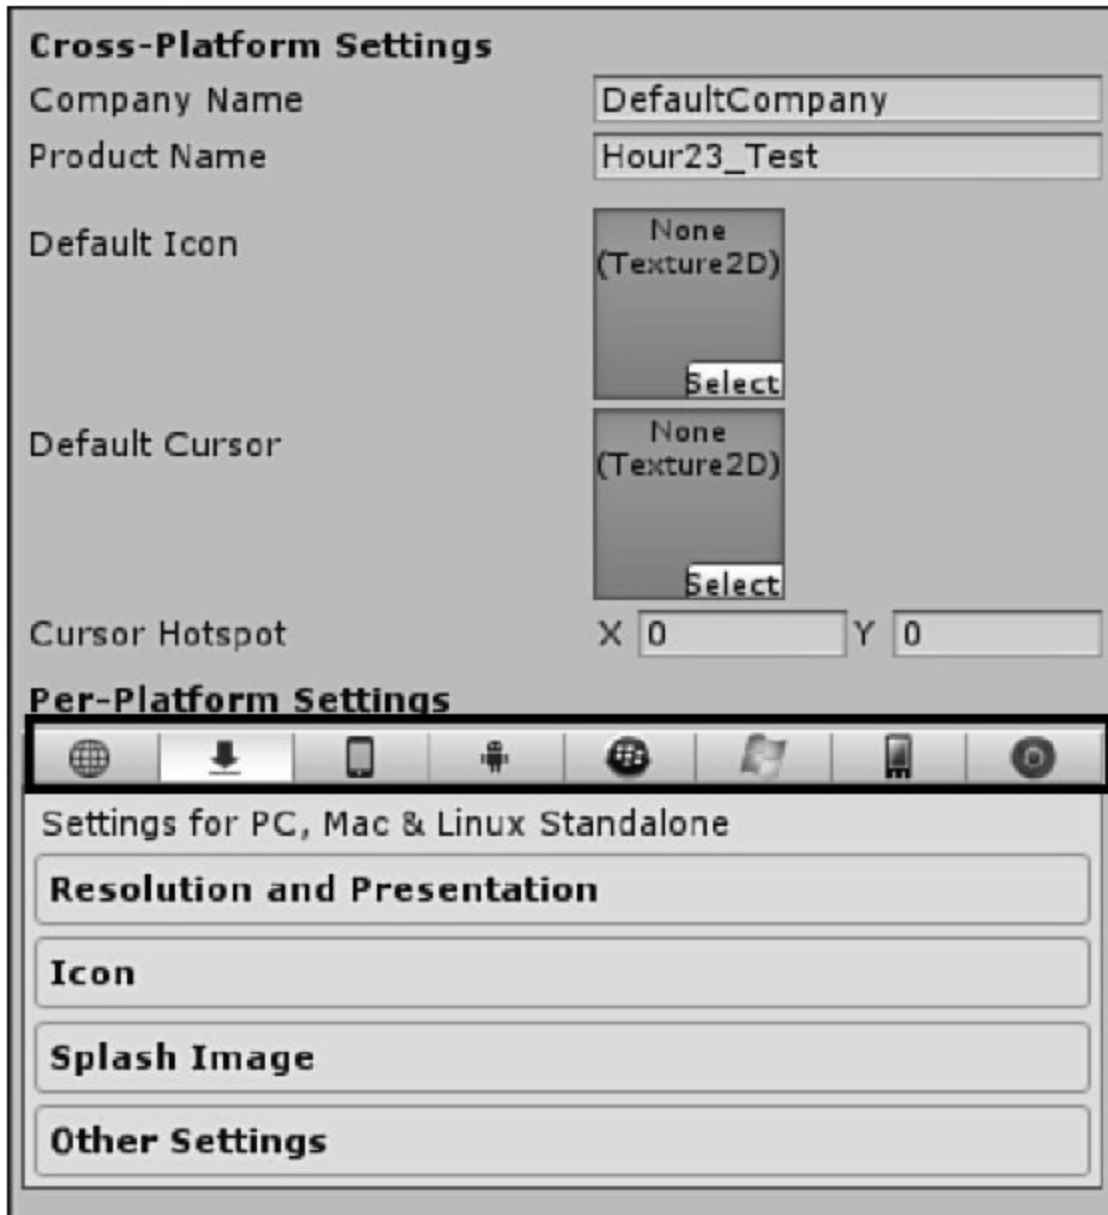 Cross-Platform Settings
Company Name DefaultCompany
Product Name Hour23_Test
Default Icon
None
(Texture2D)
Select
Default Cursor
None
(Texture2D)
Select
Cursor Hotspot X 0 Y 0
Per-Platform Settings
Settings for PC, Mac & Linux Standalone
Resolution and Presentation
Icon
Splash Image
Other Settings